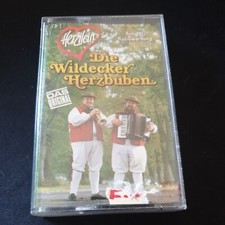 Herzlein
Die
Wildecker
Herzbuben
DAS
ORIGINAL